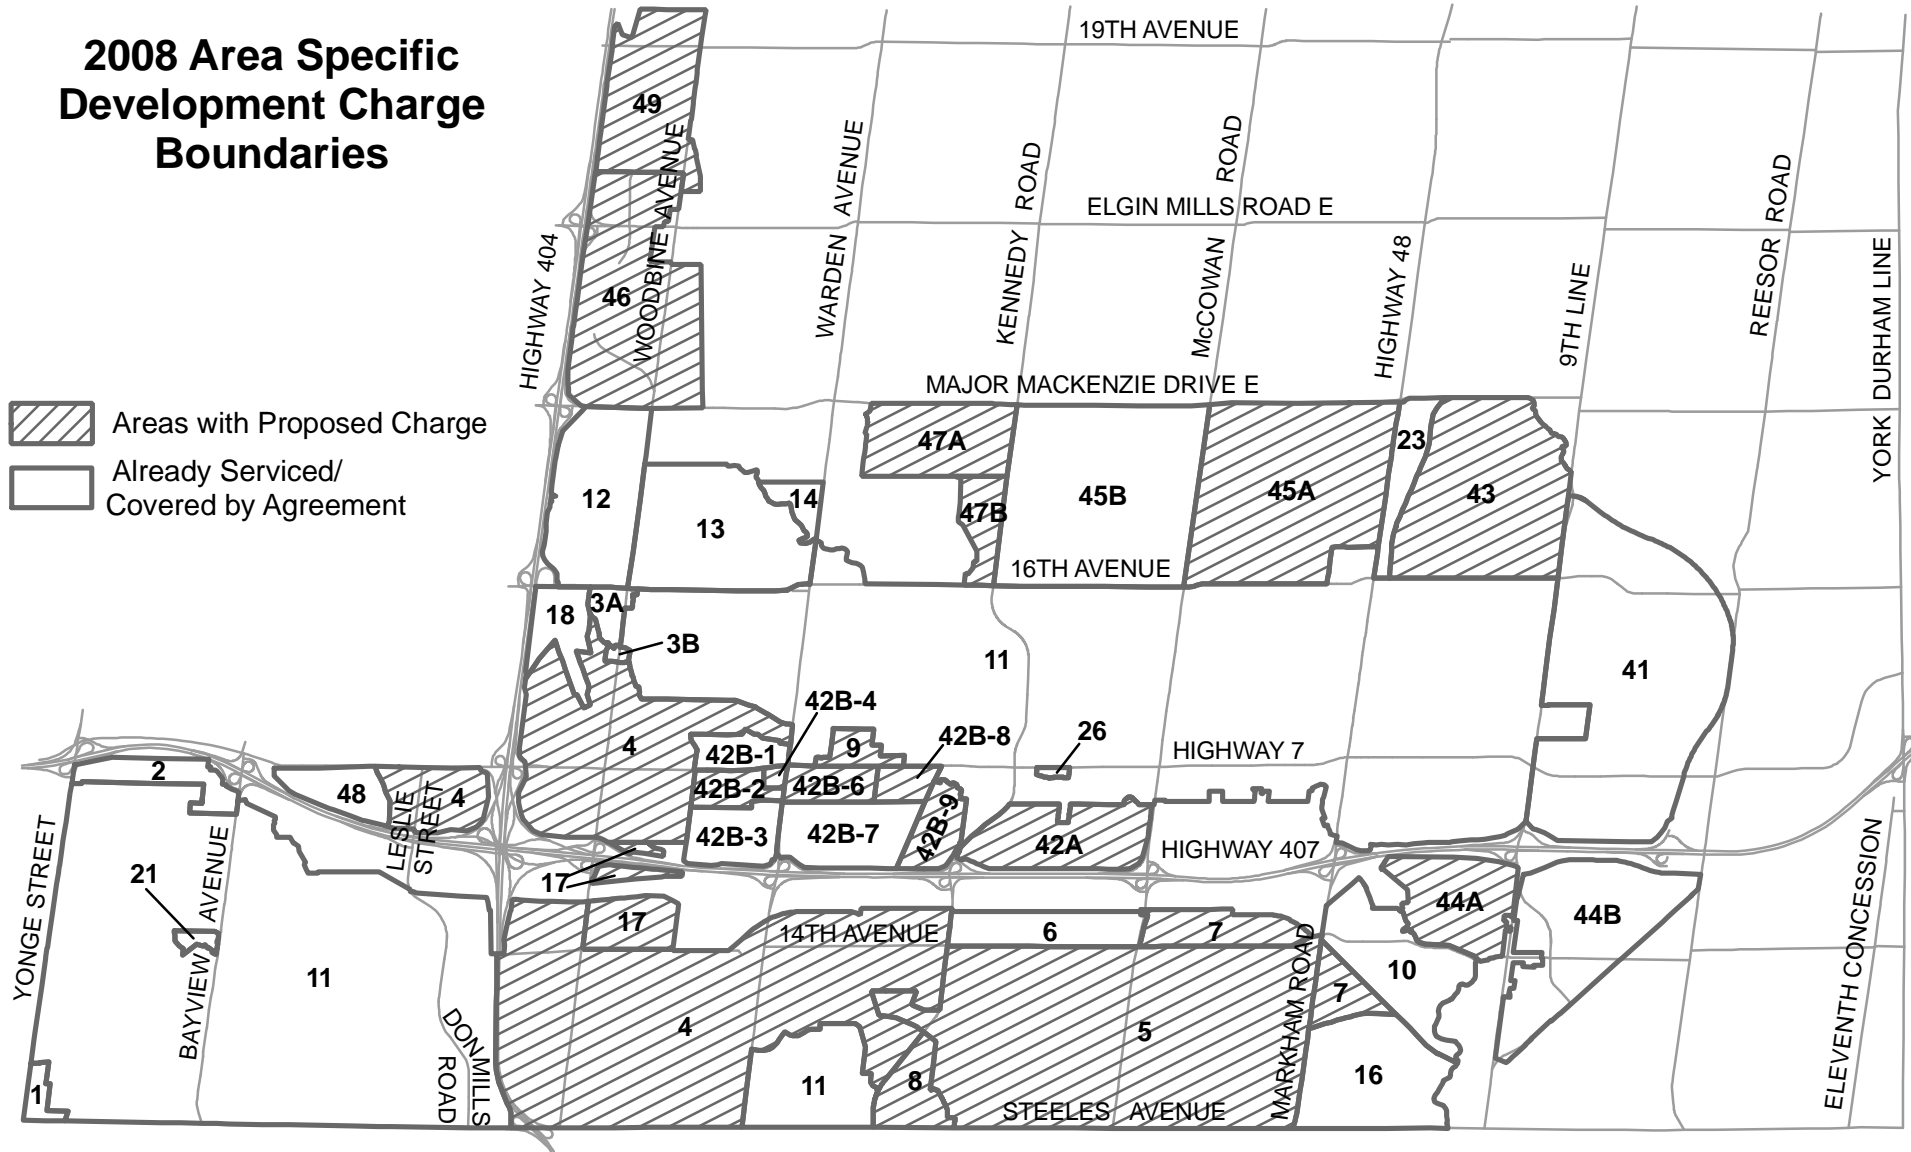 2008 Area Specific
Development Charge
Boundaries
19TH AVENUE
49
WOODBINE AVENUE
WARDEN AVENUE
KENNEDY ROAD
McCOWAN ROAD
ELGIN MILLS ROAD E
HIGHWAY 404
HIGHWAY 48
9TH LINE
REESOR ROAD
YORK DURHAM LINE
46
MAJOR MACKENZIE DRIVE E
Areas with Proposed Charge
Already Serviced/
Covered by Agreement
47A
23
12
14
13
47B
45B
45A
43
16TH AVENUE
18
3A
3B
11
41
42B-4
42B-8
26
HIGHWAY 7
4
42B-1
9
2
48
4
42B-2
42B-6
LESLIE
STREET
42B-3
42B-7
42B-9
42A
HIGHWAY 407
21
17
17
14TH AVENUE
6
7
44A
44B
YONGE STREET
BAYVIEW AVENUE
11
10
7
MARKHAM ROAD
ELEVENTH CONCESSION
4
5
DON MILLS
ROAD
11
8
16
1
STEELES AVENUE